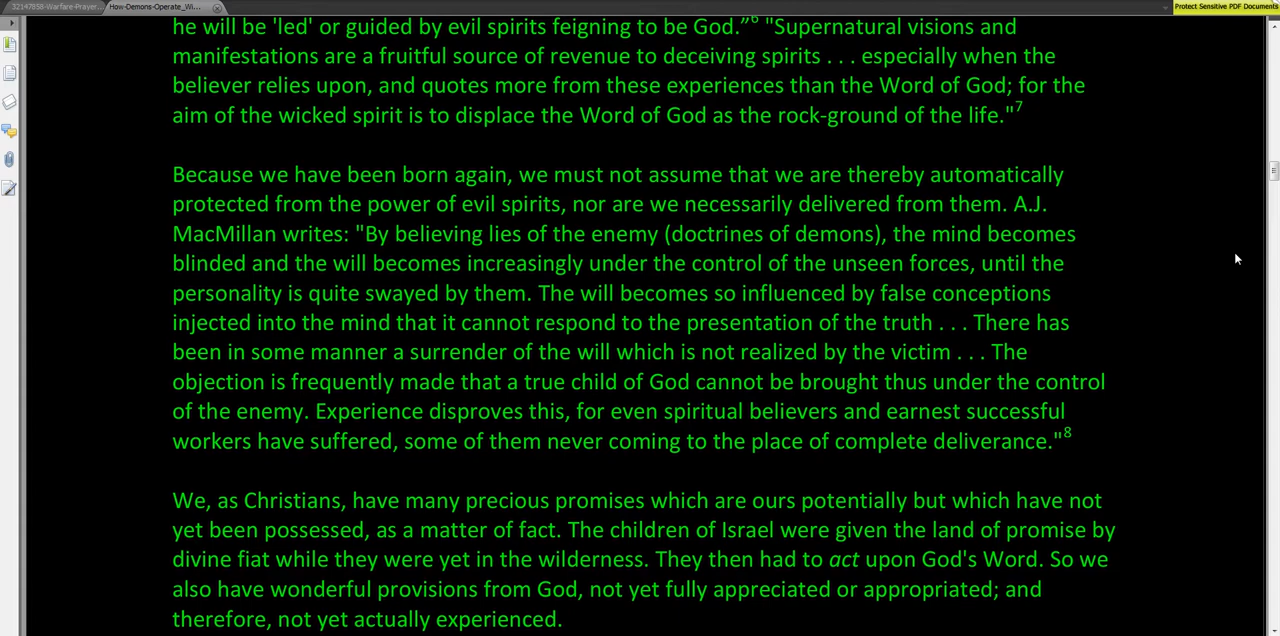 32147858-Warfare-Prayer...
How-Demons-Operate_Wi...
Protect Sensitive PDF Documents
he will be 'led' or guided by evil spirits feigning to be God.”6 "Supernatural visions and
manifestations are a fruitful source of revenue to deceiving spirits . . . especially when the
believer relies upon, and quotes more from these experiences than the Word of God; for the
aim of the wicked spirit is to displace the Word of God as the rock-ground of the life."7
Because we have been born again, we must not assume that we are thereby automatically
protected from the power of evil spirits, nor are we necessarily delivered from them. A.J.
MacMillan writes: "By believing lies of the enemy (doctrines of demons), the mind becomes
blinded and the will becomes increasingly under the control of the unseen forces, until the
personality is quite swayed by them. The will becomes so influenced by false conceptions
injected into the mind that it cannot respond to the presentation of the truth . . . There has
been in some manner a surrender of the will which is not realized by the victim . . . The
objection is frequently made that a true child of God cannot be brought thus under the control
of the enemy. Experience disproves this, for even spiritual believers and earnest successful
workers have suffered, some of them never coming to the place of complete deliverance."8
We, as Christians, have many precious promises which are ours potentially but which have not
yet been possessed, as a matter of fact. The children of Israel were given the land of promise by
divine fiat while they were yet in the wilderness. They then had to act upon God's Word. So we
also have wonderful provisions from God, not yet fully appreciated or appropriated; and
therefore, not yet actually experienced.